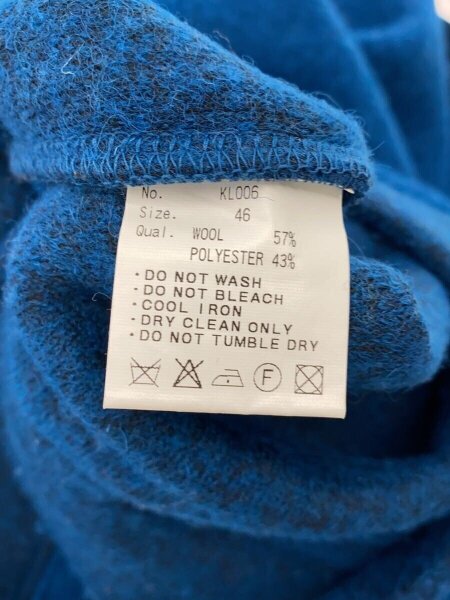 No. KL006
Size. 46
Qual. WOOL 57%
POLYESTER 43%
・DO NOT WASH
・DO NOT BLEACH
・COOL IRON
・DRY CLEAN ONLY
・DO NOT TUMBLE DRY
F